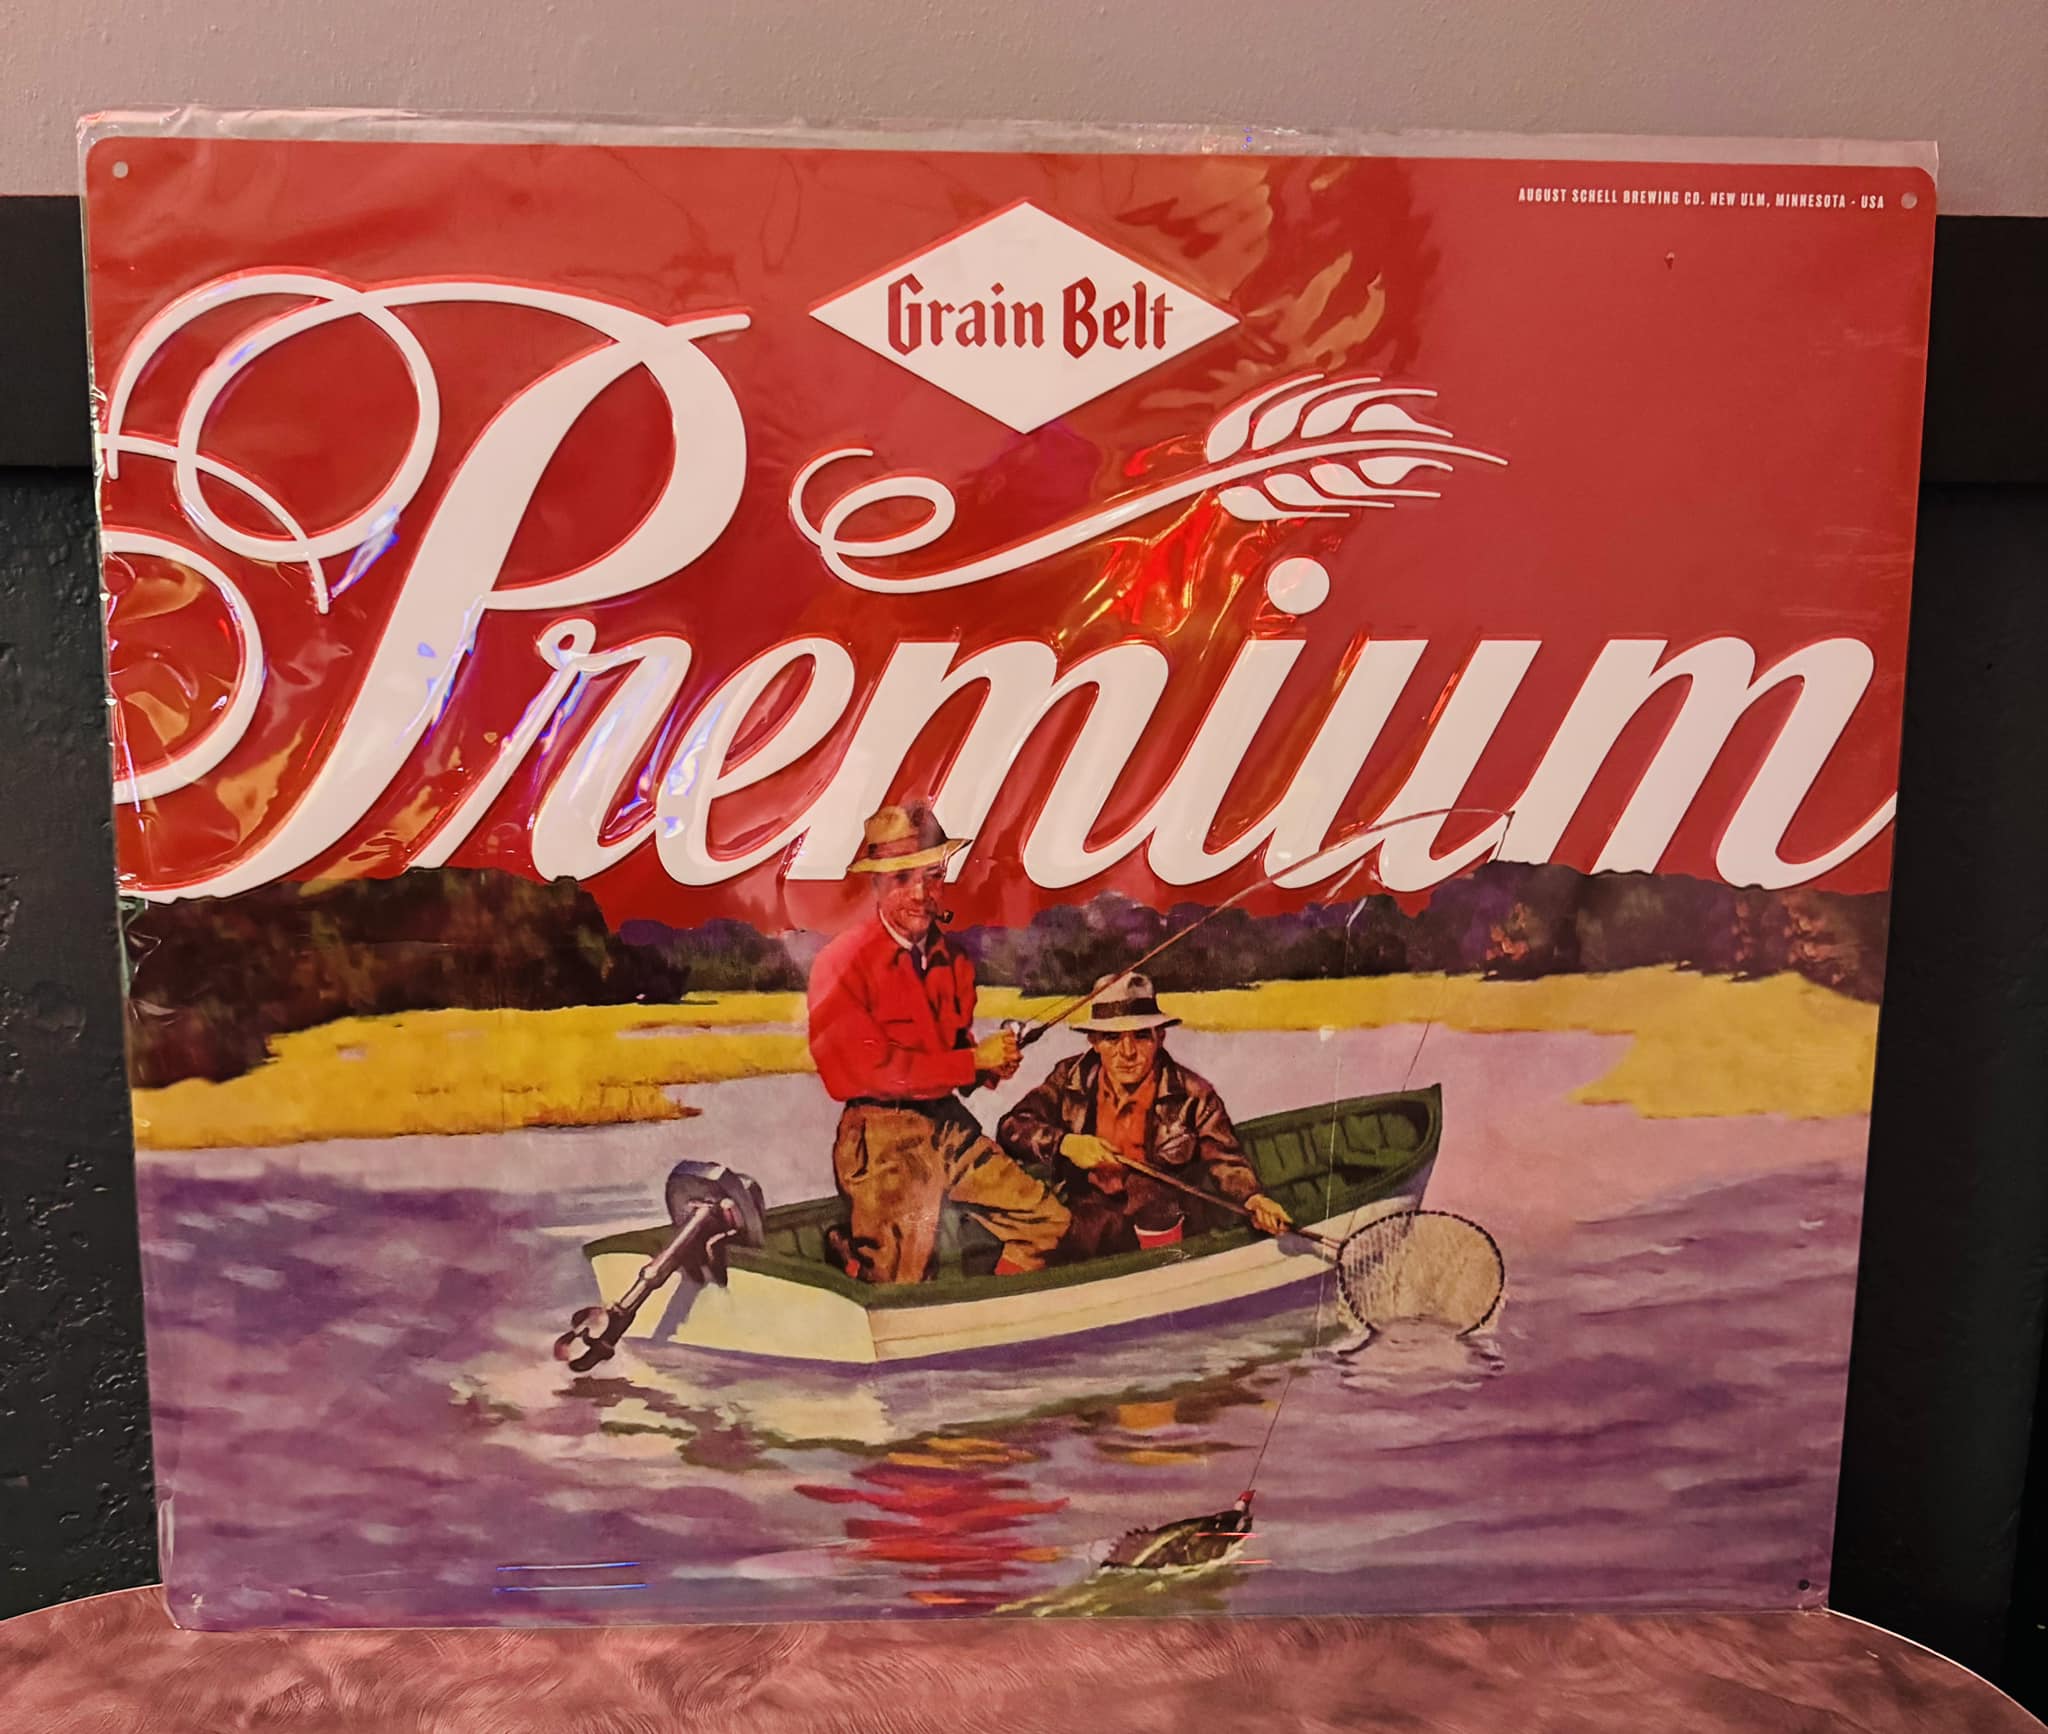 AUGUST SCHELL BREWING CO. NEW ULM, MINNESOTA - USA
Grain Belt
Premium